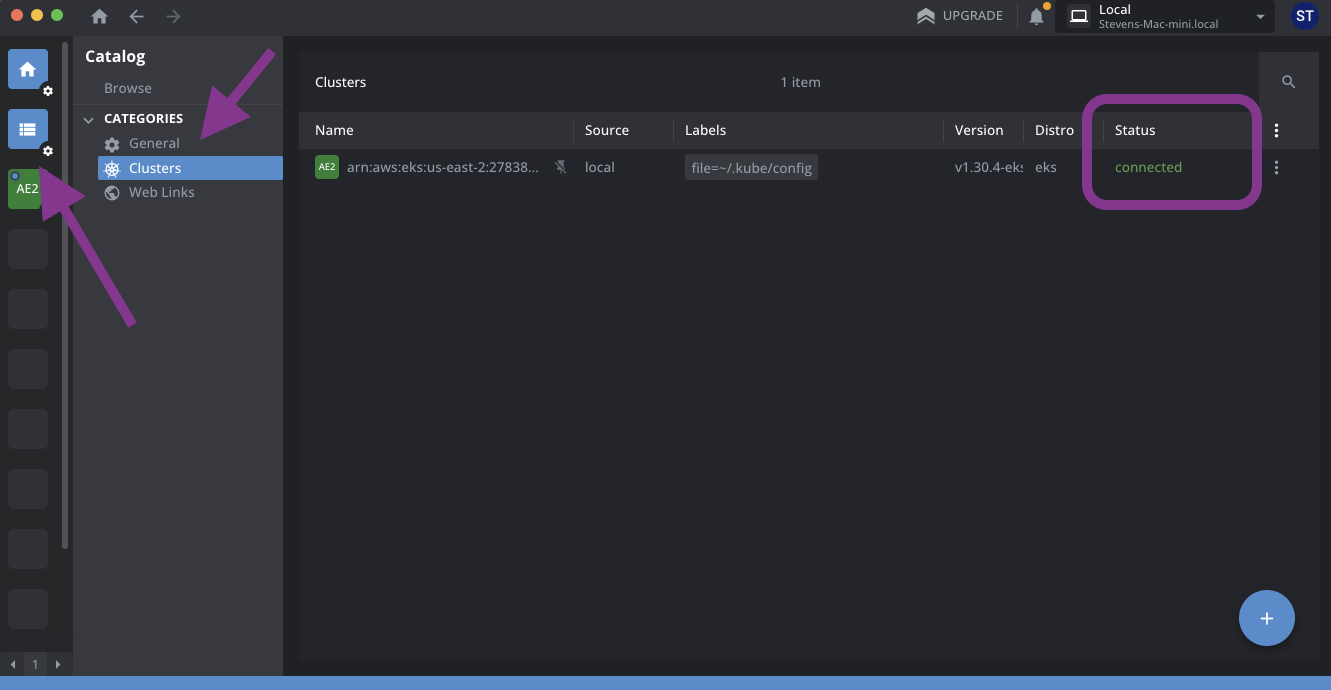 UPGRADE
Local
Stevens-Mac-mini.local
ST
Catalog
Browse
CATEGORIES
General
Clusters
Web Links
AE2
1
Clusters
1 item
Name Source Labels Version Distro Status
AE2 arn:aws:eks:us-east-2:27838... local file=~/.kube/config v1.30.4-eks eks connected
+